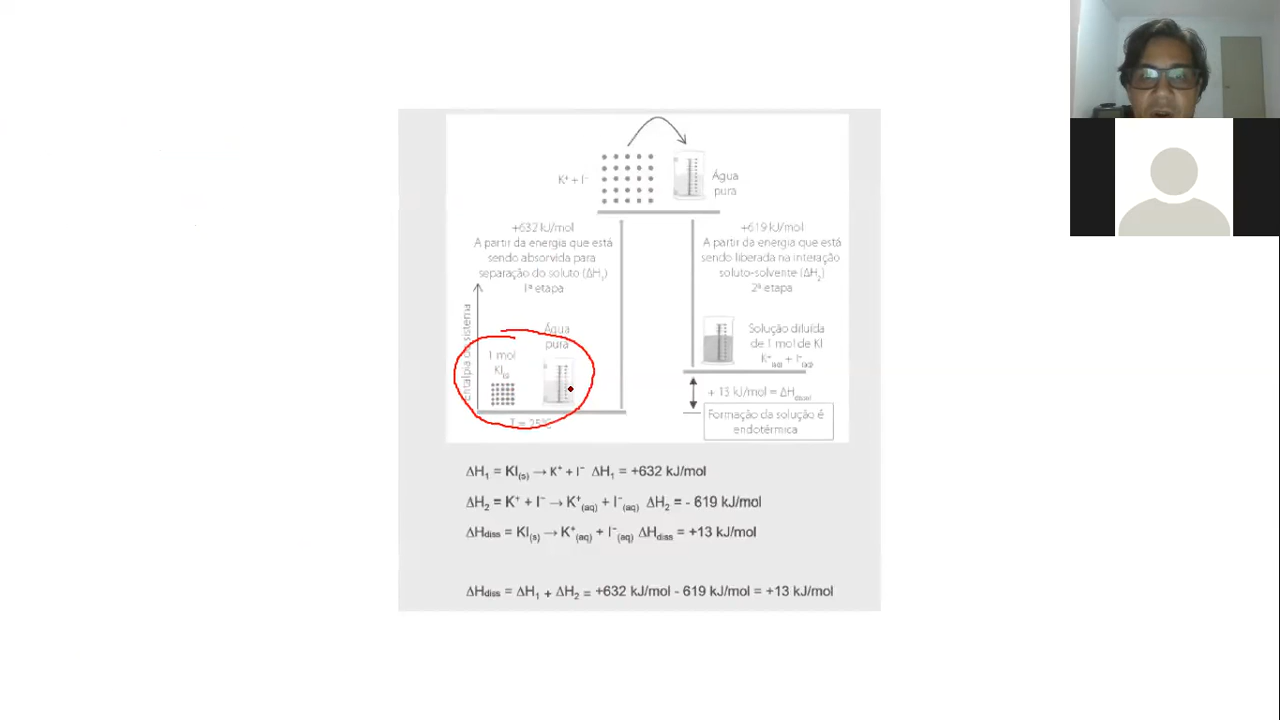 K⁺ + I⁻
Água
pura
+632 kJ/mol
A partir da energia que está
sendo absorvida para
separação do soluto (ΔH₁)
1ª etapa
+619 kJ/mol
A partir da energia que está
sendo liberada na interação
soluto-solvente (ΔH₂)
2ª etapa
Entalpia do sistema
Água
pura
1 mol
KI₍ₛ₎
T = 25°C
Solução diluída
de 1 mol de KI
K⁺(aq) + I⁻(aq)
+ 13 kJ/mol = ΔH
Formação da solução é
endotérmica
ΔH₁ = KI(s) → K⁺ + I⁻ ΔH₁ = +632 kJ/mol
ΔH₂ = K⁺ + I⁻ → K⁺(aq) + I⁻(aq) ΔH₂ = - 619 kJ/mol
ΔHdiss = KI(s) → K⁺(aq) + I⁻(aq) ΔHdiss = +13 kJ/mol
ΔHdiss = ΔH₁ + ΔH₂ = +632 kJ/mol - 619 kJ/mol = +13 kJ/mol